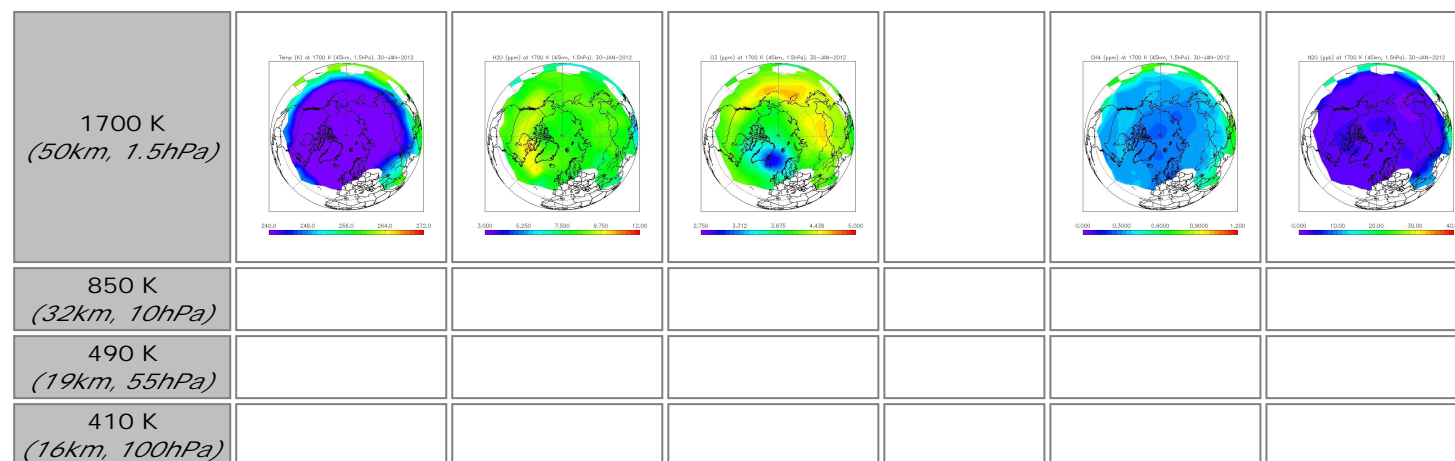 1700 K
(50km, 1.5hPa)
Temp (K) at 1700 K (45km, 1.5hPa), 30-JAN-2012
240.0 248.0 256.0 264.0 272.0
H2O (ppm) at 1700 K (45km, 1.5hPa), 30-JAN-2012
3.000 5.250 7.500 9.750 12.00
O3 (ppm) at 1700 K (45km, 1.5hPa), 30-JAN-2012
2.750 3.312 3.875 4.438 5.000
CH4 (ppm) at 1700 K (45km, 1.5hPa), 30-JAN-2012
0.000 0.3000 0.6000 0.9000 1.200
N2O (ppb) at 1700 K (45km, 1.5hPa), 30-JAN-2012
0.000 10.00 20.00 30.00 40.
850 K
(32km, 10hPa)
490 K
(19km, 55hPa)
410 K
(16km, 100hPa)